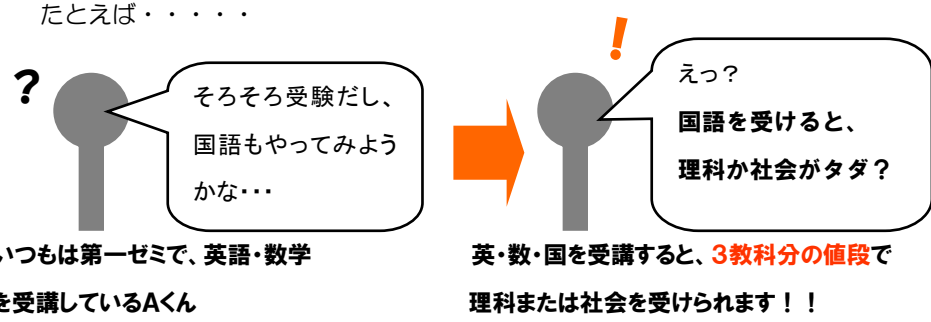 たとえば・・・・・
?
そろそろ受験だし、
国語もやってみよう
かな・・・
!
えっ?
国語を受けると、
理科か社会がタダ?
いつもは第一ゼミで、英語・数学
を受講しているAくん
英・数・国を受講すると、3教科分の値段で
理科または社会を受けられます!!